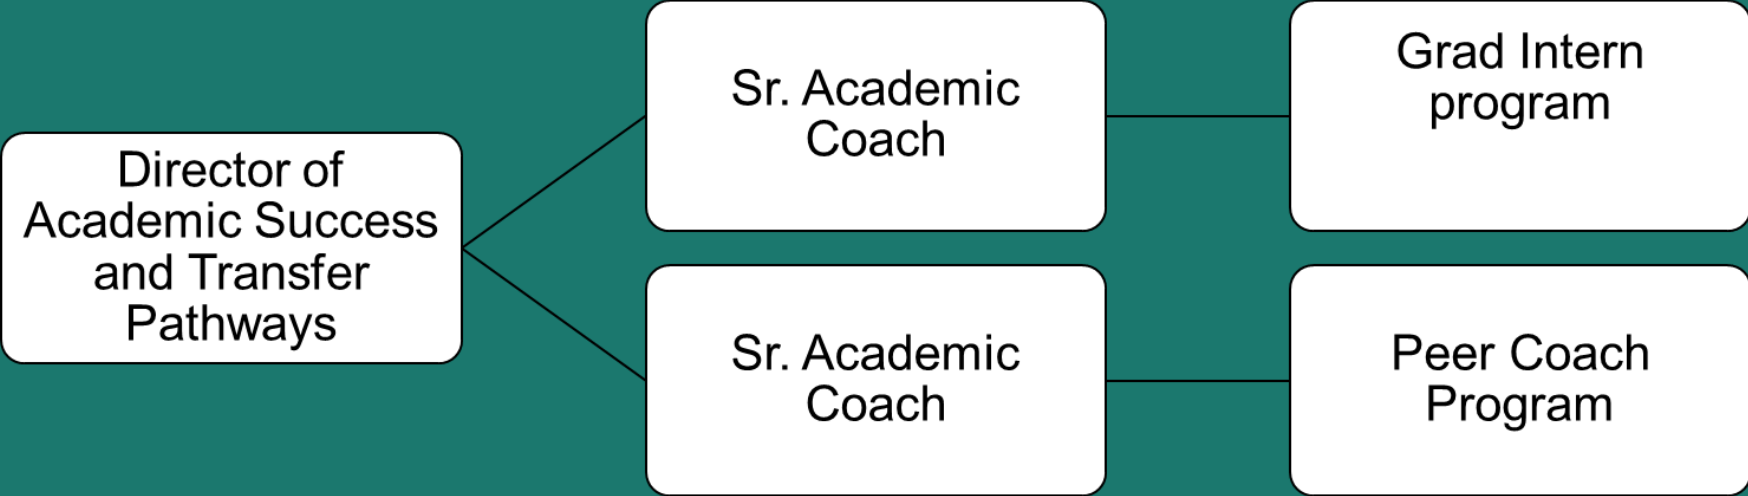 Director of
Academic Success
and Transfer
Pathways
Sr. Academic
Coach
Grad Intern
program
Sr. Academic
Coach
Peer Coach
Program